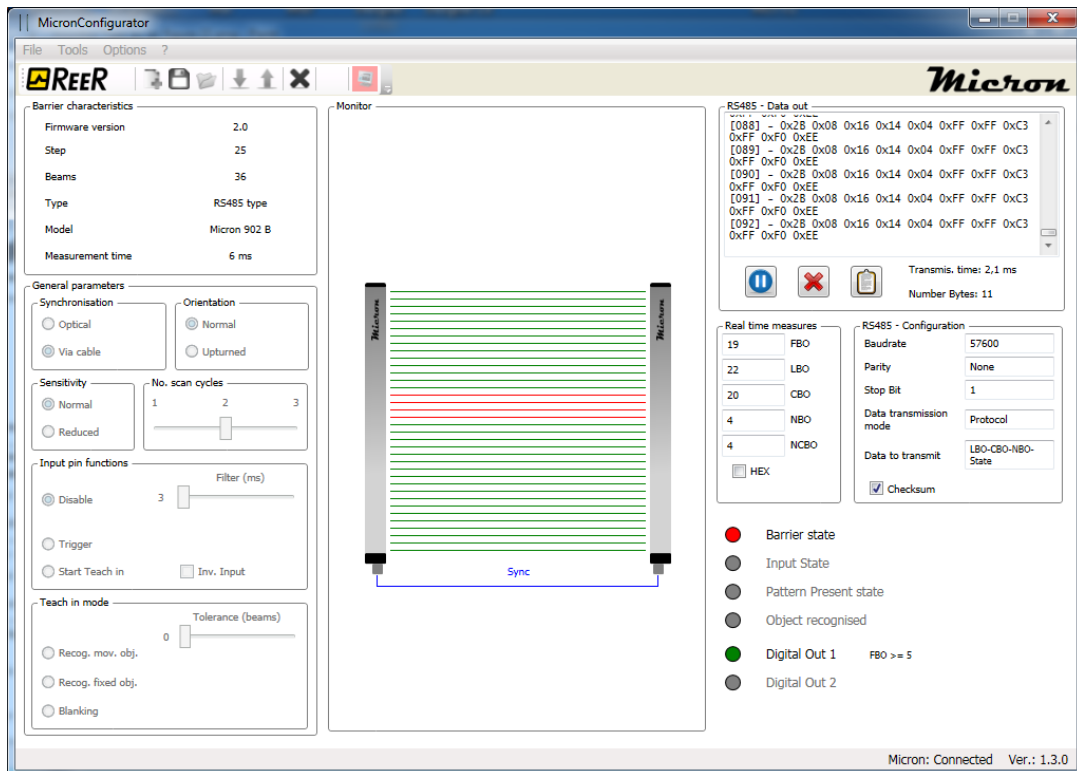 MicronConfigurator
File Tools Options ?
REER
Micron
Barrier characteristics
Firmware version 2.0
Step 25
Beams 36
Type RS485 type
Model Micron 902 B
Measurement time 6 ms
General parameters
Synchronisation
Optical
Via cable
Orientation
Normal
Upturned
Sensitivity
Normal
Reduced
No. scan cycles
1 2 3
Input pin functions
Filter (ms)
Disable 3
Trigger
Start Teach in Inv. Input
Teach in mode
Tolerance (beams)
0
Recog. mov. obj.
Recog. fixed obj.
Blanking
Monitor
Micron
Micron
Sync
RS485 - Data out
0xFF 0xF0 0xEE
[088] - 0x2B 0x08 0x16 0x14 0x04 0xFF 0xFF 0xC3
0xFF 0xF0 0xEE
[089] - 0x2B 0x08 0x16 0x14 0x04 0xFF 0xFF 0xC3
0xFF 0xF0 0xEE
[090] - 0x2B 0x08 0x16 0x14 0x04 0xFF 0xFF 0xC3
0xFF 0xF0 0xEE
[091] - 0x2B 0x08 0x16 0x14 0x04 0xFF 0xFF 0xC3
0xFF 0xF0 0xEE
[092] - 0x2B 0x08 0x16 0x14 0x04 0xFF 0xFF 0xC3
0xFF 0xF0 0xEE
Transmis. time: 2,1 ms
Number Bytes: 11
Real time measures
19 FBO
22 LBO
20 CBO
4 NBO
4 NCBO
HEX
RS485 - Configuration
Baudrate 57600
Parity None
Stop Bit 1
Data transmission
mode Protocol
Data to transmit LBO-CBO-NBO-
State
Checksum
Barrier state
Input State
Pattern Present state
Object recognised
Digital Out 1 FBO >= 5
Digital Out 2
Micron: Connected Ver.: 1.3.0